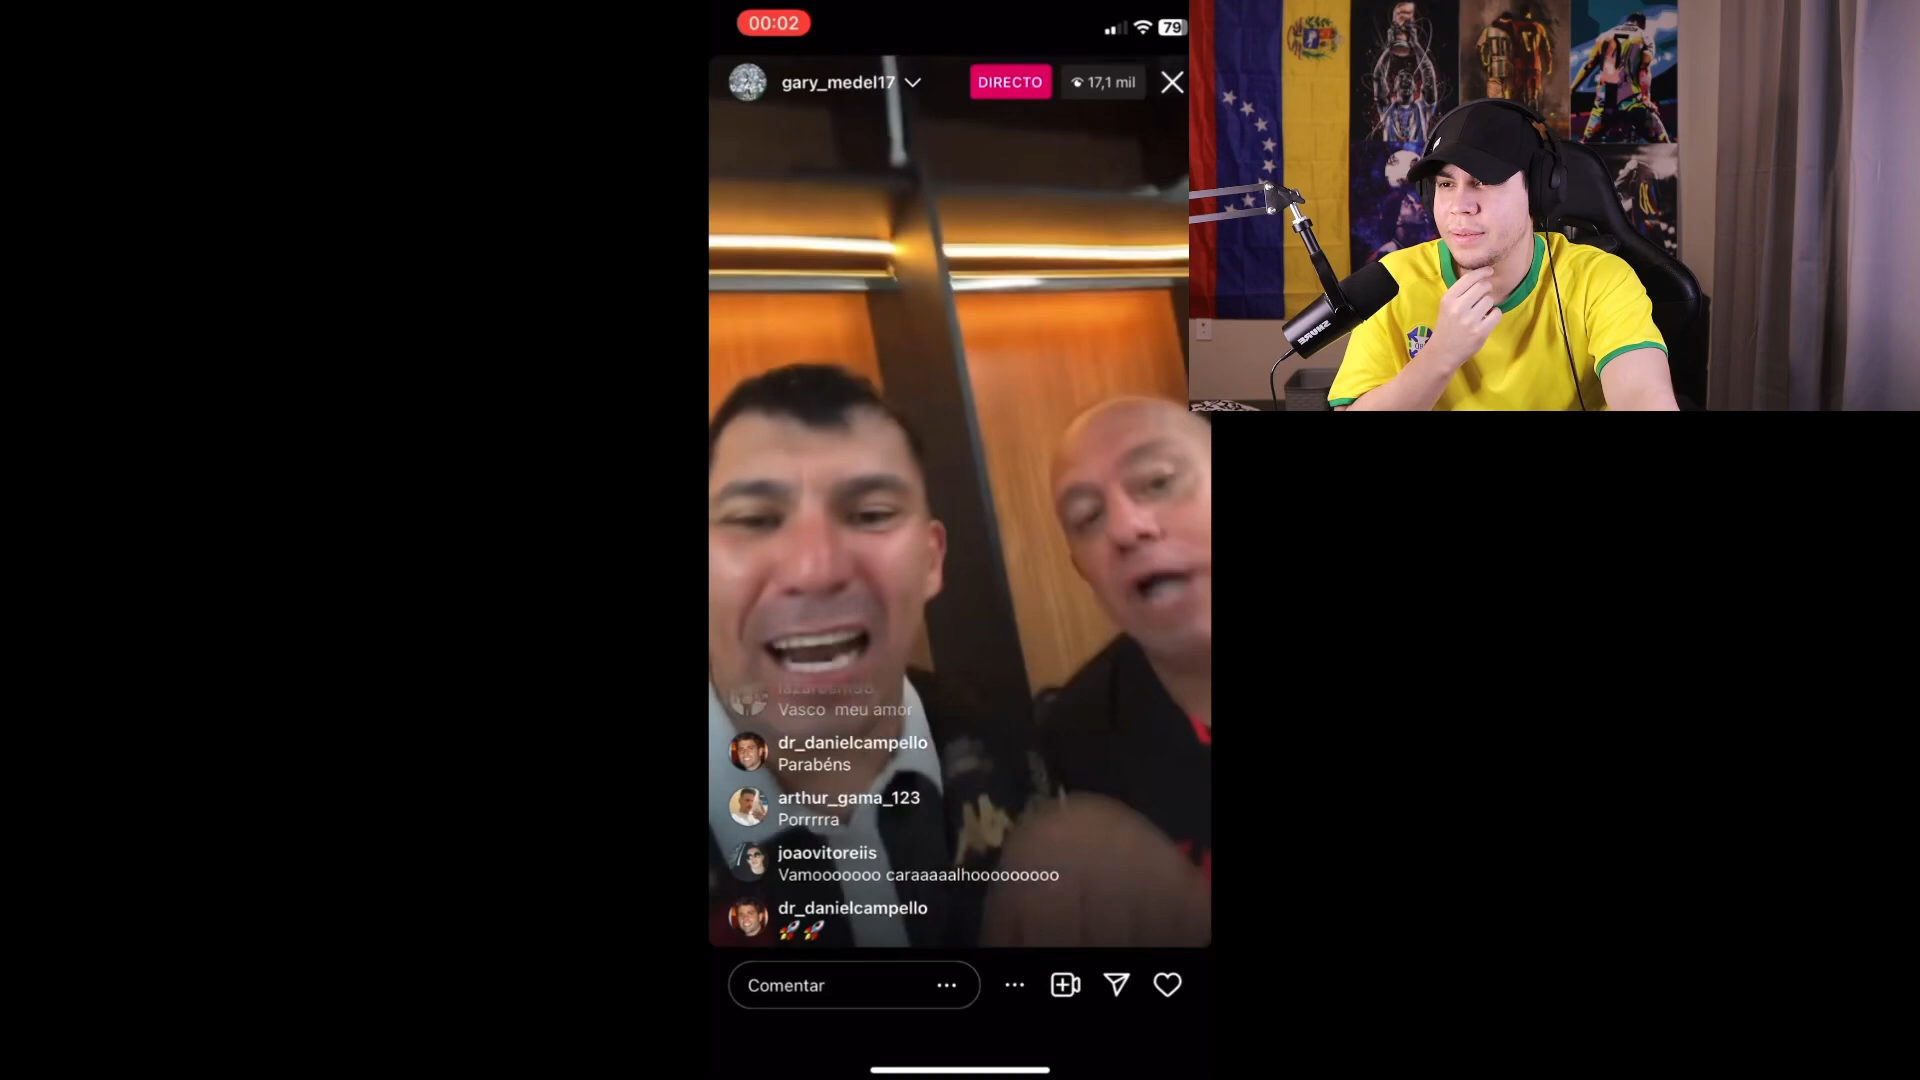 00:02
79
gary_medel17
DIRECTO
17,1 mil
Vasco meu amor
dr_danielcampello
Parabéns
arthur_gama_123
Porrrrra
joaovitoreiis
Vamooooooo caraaaaalhooooooooo
dr_danielcampello
🚀🚀
Comentar
SHURE